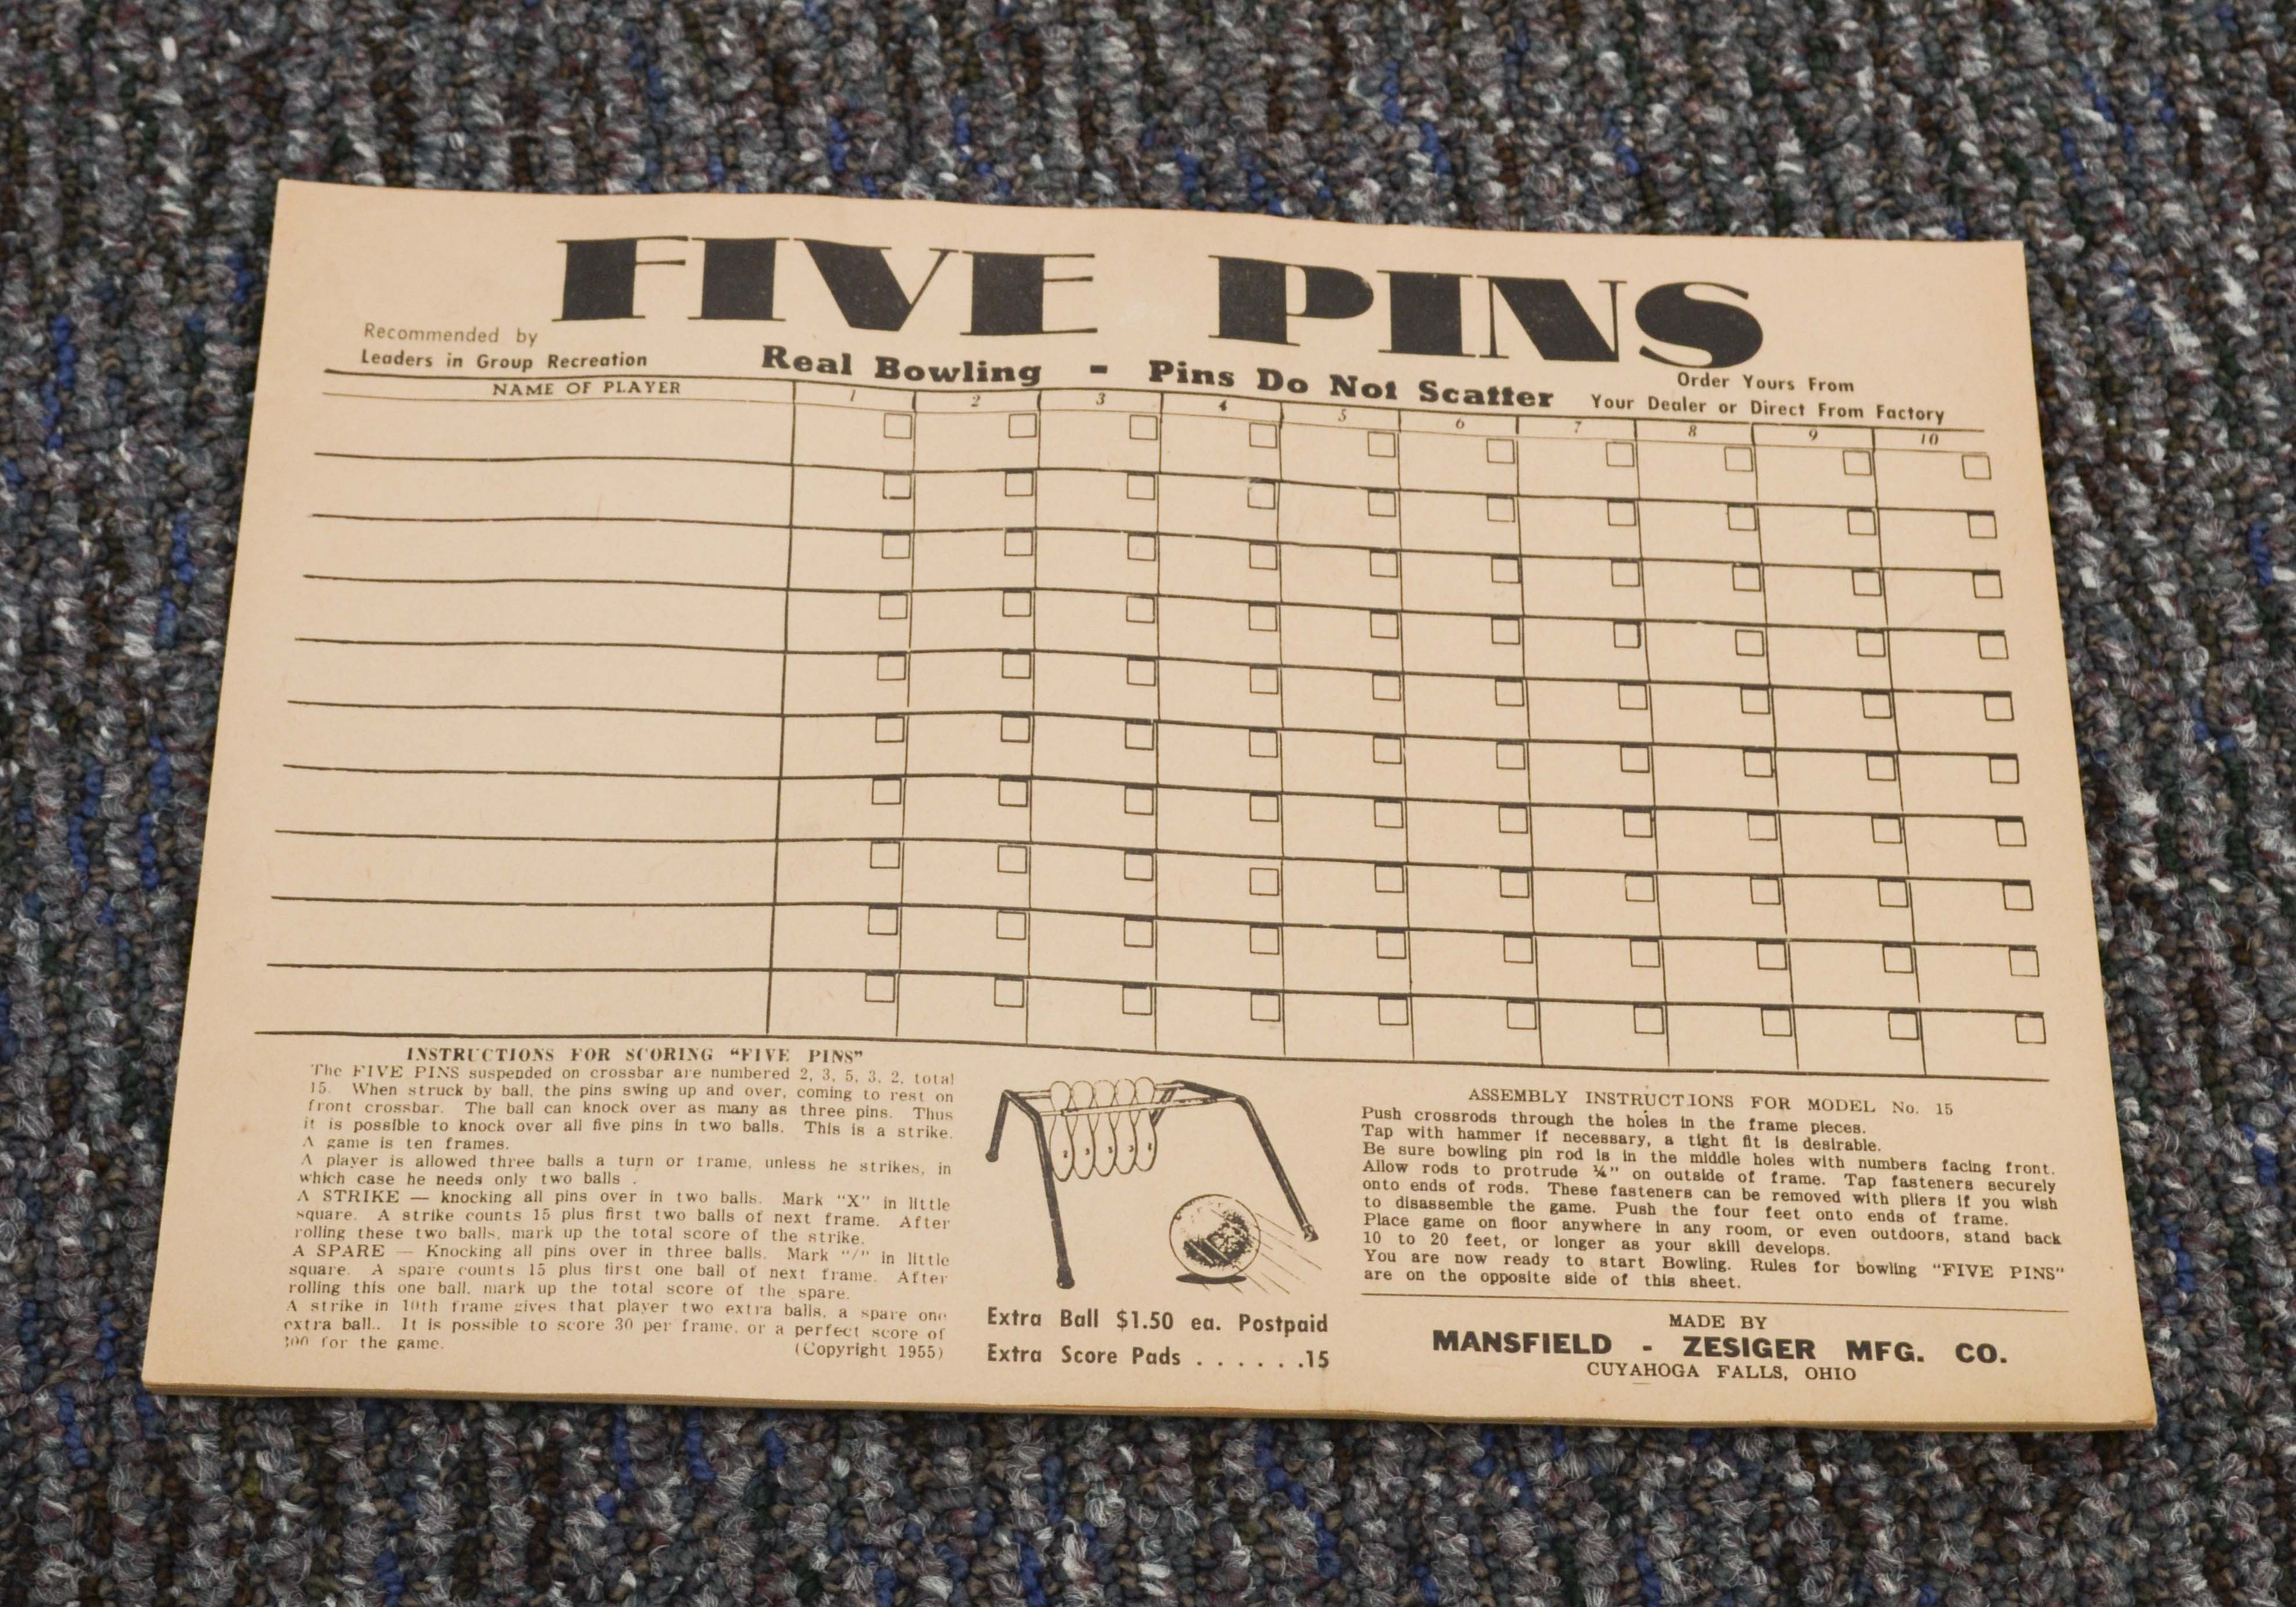 FIVE PINS
Recommended by
Leaders in Group Recreation
Real Bowling - Pins Do Not Scatter
Order Yours From
Your Dealer or Direct From Factory
NAME OF PLAYER 1 2 3 4 5 6 7 8 9 10
INSTRUCTIONS FOR SCORING "FIVE PINS"
The FIVE PINS suspended on crossbar are numbered 2, 3, 5, 3, 2, total
15. When struck by ball, the pins swing up and over, coming to rest on
front crossbar. The ball can knock over as many as three pins. Thus
it is possible to knock over all five pins in two balls. This is a strike.
A game is ten frames.
A player is allowed three balls a turn or frame, unless he strikes, in
which case he needs only two balls .
A STRIKE — knocking all pins over in two balls. Mark "X" in little
square. A strike counts 15 plus first two balls of next frame. After
rolling these two balls, mark up the total score of the strike.
A SPARE — Knocking all pins over in three balls. Mark "/" in little
square. A spare counts 15 plus first one ball of next frame. After
rolling this one ball, mark up the total score of the spare.
A strike in 10th frame gives that player two extra balls, a spare one
extra ball.. It is possible to score 30 per frame, or a perfect score of
300 for the game.
(Copyright 1955)
2 3 5 3
Extra Ball $1.50 ea. Postpaid
Extra Score Pads . . . . . .15
ASSEMBLY INSTRUCTIONS FOR MODEL No. 15
Push crossrods through the holes in the frame pieces.
Tap with hammer if necessary, a tight fit is desirable.
Be sure bowling pin rod is in the middle holes with numbers facing front.
Allow rods to protrude ¼" on outside of frame. Tap fasteners securely
onto ends of rods. These fasteners can be removed with pliers if you wish
to disassemble the game. Push the four feet onto ends of frame.
Place game on floor anywhere in any room, or even outdoors, stand back
10 to 20 feet, or longer as your skill develops.
You are now ready to start Bowling. Rules for bowling "FIVE PINS"
are on the opposite side of this sheet.
MADE BY
MANSFIELD - ZESIGER MFG. CO.
CUYAHOGA FALLS, OHIO